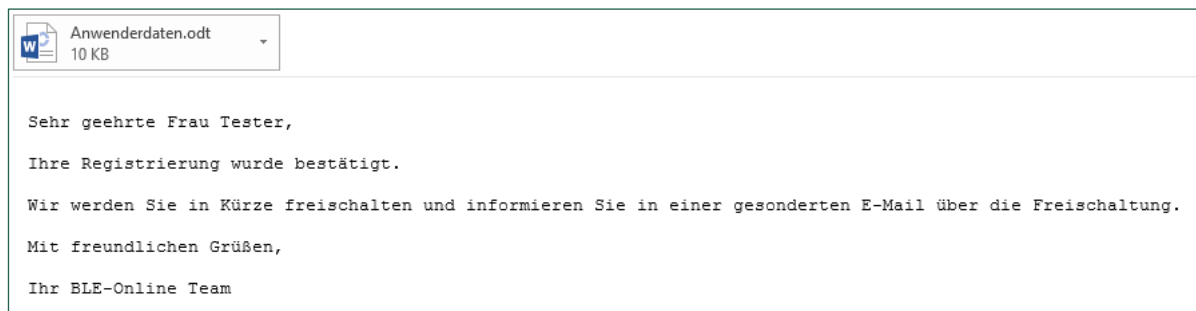 Anwenderdaten.odt
10 KB
Sehr geehrte Frau Tester,
Ihre Registrierung wurde bestätigt.
Wir werden Sie in Kürze freischalten und informieren Sie in einer gesonderten E-Mail über die Freischaltung.
Mit freundlichen Grüßen,
Ihr BLE-Online Team